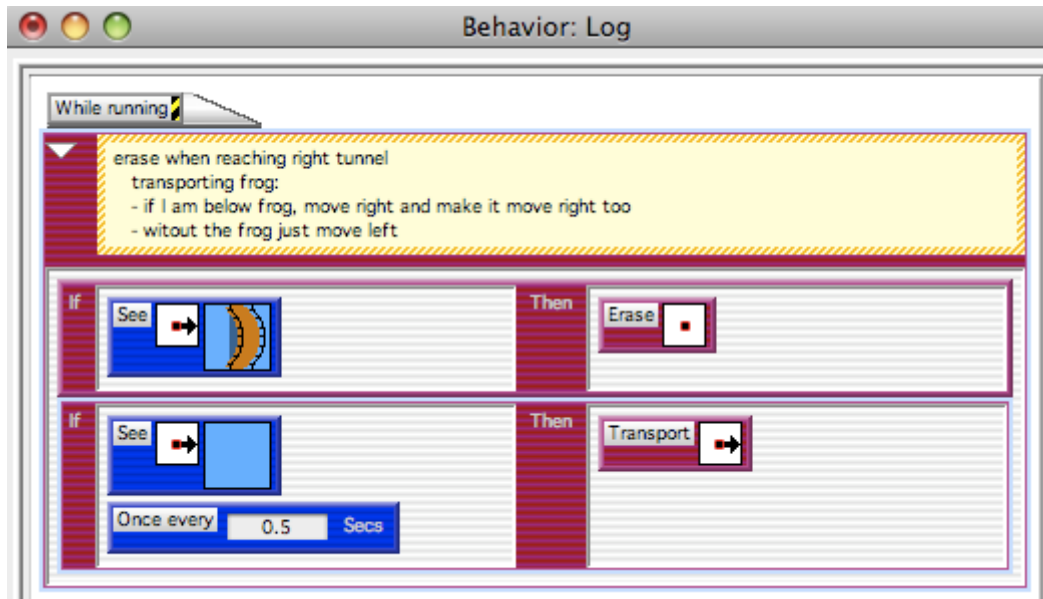 Behavior: Log
While running
erase when reaching right tunnel
transporting frog:
- if I am below frog, move right and make it move right too
- witout the frog just move left
If See Then Erase
If See Then Transport
Once every 0.5 Secs